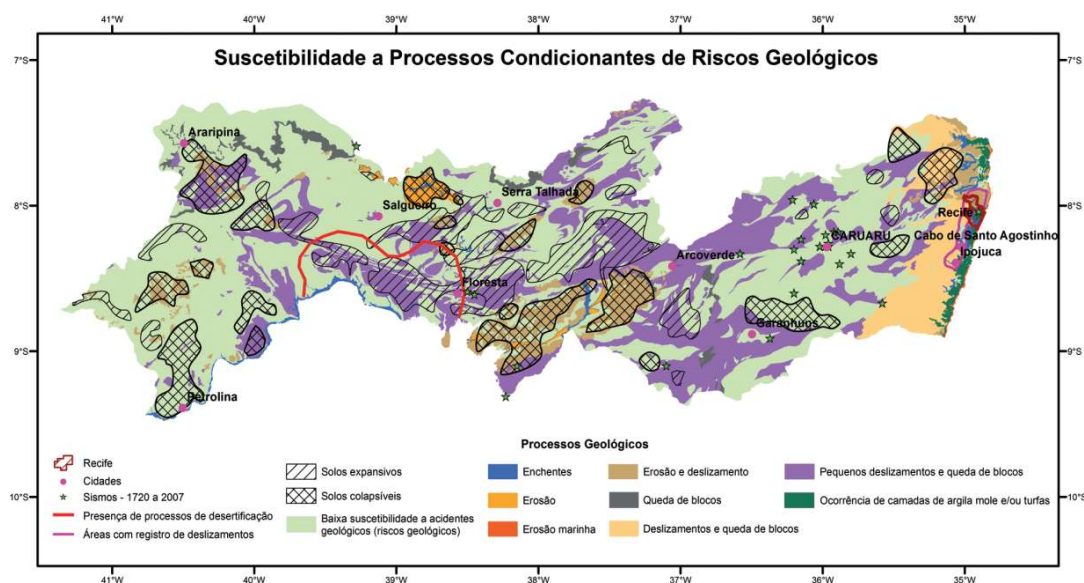 41°W 40°W 39°W 38°W 37°W 36°W 35°W
Suscetibilidade a Processos Condicionantes de Riscos Geológicos
7°S 7°S
Araripina
Serra Talhada
8°S 8°S
Salgueiro
Recife
CARUARU
Cabo de Santo Agostinho
Ipojuca
Arcoverde
Floresta
Garanhuns
9°S 9°S
Petrolina
Processos Geológicos
Recife
Cidades
Sismos - 1720 a 2007
Presença de processos de desertificação
Áreas com registro de deslizamentos
Solos expansivos
Solos colapsíveis
Baixa suscetibilidade a acidentes
geológicos (riscos geológicos)
Enchentes
Erosão
Erosão marinha
Erosão e deslizamento
Queda de blocos
Deslizamentos e queda de blocos
Pequenos deslizamentos e queda de blocos
Ocorrência de camadas de argila mole e/ou turfas
10°S 10°S
41°W 40°W 39°W 38°W 37°W 36°W 35°W